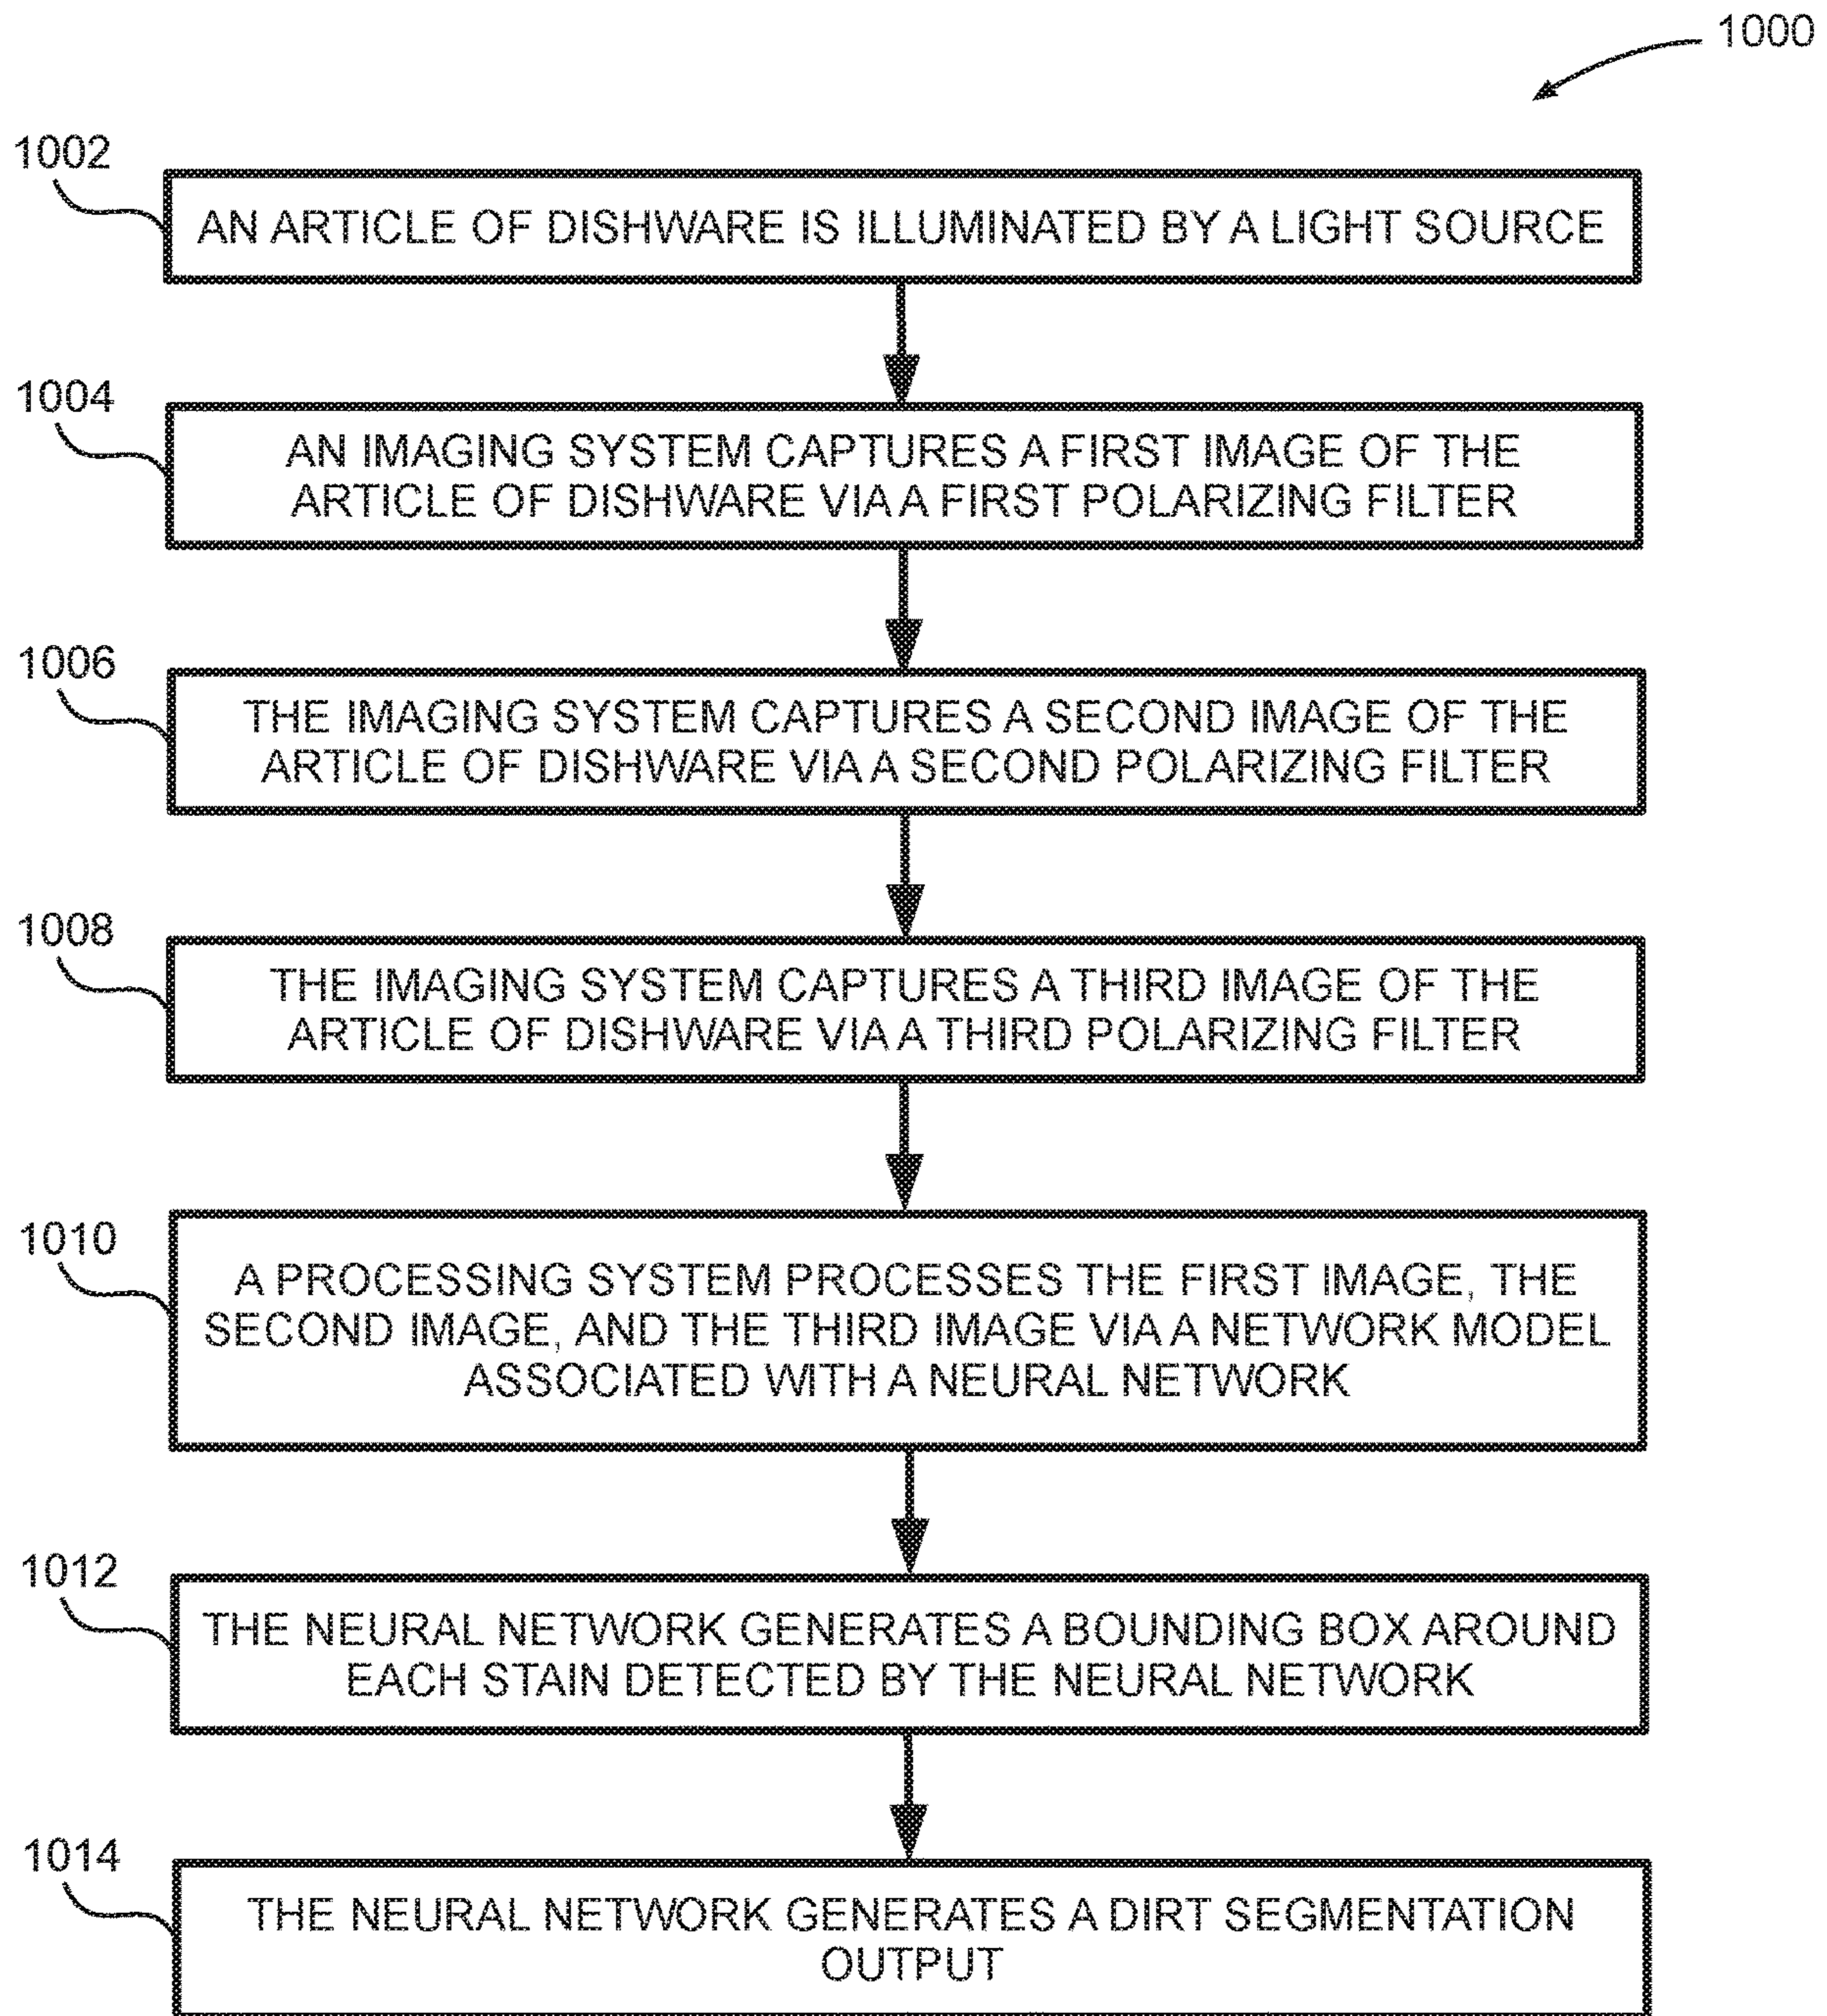 1000
1002
AN ARTICLE OF DISHWARE IS ILLUMINATED BY A LIGHT SOURCE
1004
AN IMAGING SYSTEM CAPTURES A FIRST IMAGE OF THE
ARTICLE OF DISHWARE VIA A FIRST POLARIZING FILTER
1006
THE IMAGING SYSTEM CAPTURES A SECOND IMAGE OF THE
ARTICLE OF DISHWARE VIA A SECOND POLARIZING FILTER
1008
THE IMAGING SYSTEM CAPTURES A THIRD IMAGE OF THE
ARTICLE OF DISHWARE VIA A THIRD POLARIZING FILTER
1010
A PROCESSING SYSTEM PROCESSES THE FIRST IMAGE, THE
SECOND IMAGE, AND THE THIRD IMAGE VIA A NETWORK MODEL
ASSOCIATED WITH A NEURAL NETWORK
1012
THE NEURAL NETWORK GENERATES A BOUNDING BOX AROUND
EACH STAIN DETECTED BY THE NEURAL NETWORK
1014
THE NEURAL NETWORK GENERATES A DIRT SEGMENTATION
OUTPUT